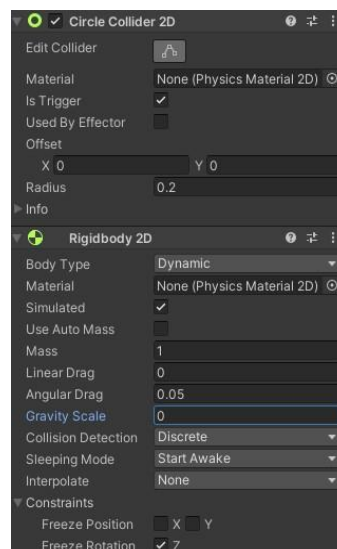 Circle Collider 2D
Edit Collider
Material None (Physics Material 2D)
Is Trigger
Used By Effector
Offset
X 0 Y 0
Radius 0.2
Info
Rigidbody 2D
Body Type Dynamic
Material None (Physics Material 2D)
Simulated
Use Auto Mass
Mass 1
Linear Drag 0
Angular Drag 0.05
Gravity Scale 0
Collision Detection Discrete
Sleeping Mode Start Awake
Interpolate None
Constraints
Freeze Position X Y
Freeze Rotation Z